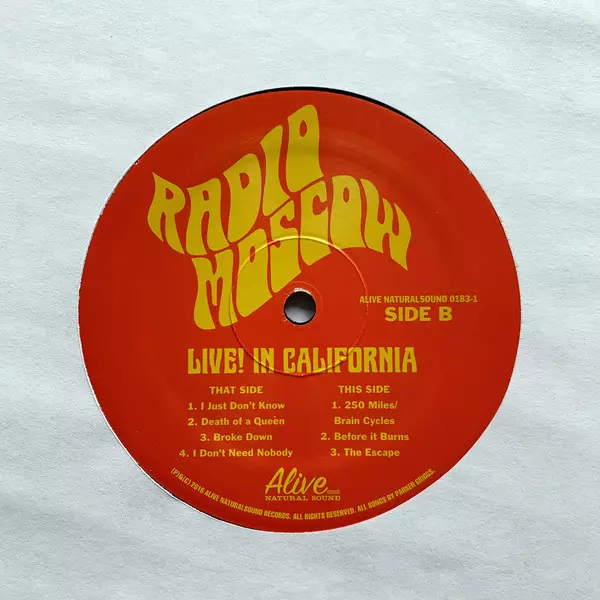 RADIO
MOSCOW
ALIVE NATURALSOUND 0183-1
SIDE B
LIVE! IN CALIFORNIA
THAT SIDE
1. I Just Don't Know
2. Death of a Queen
3. Broke Down
4. I Don't Need Nobody
THIS SIDE
1. 250 Miles/
Brain Cycles
2. Before it Burns
3. The Escape
Alive
records
NATURAL SOUND
(P)&(C) 2016 ALIVE NATURALSOUND RECORDS. ALL RIGHTS RESERVED. ALL SONGS BY PARKER GRIGGS.